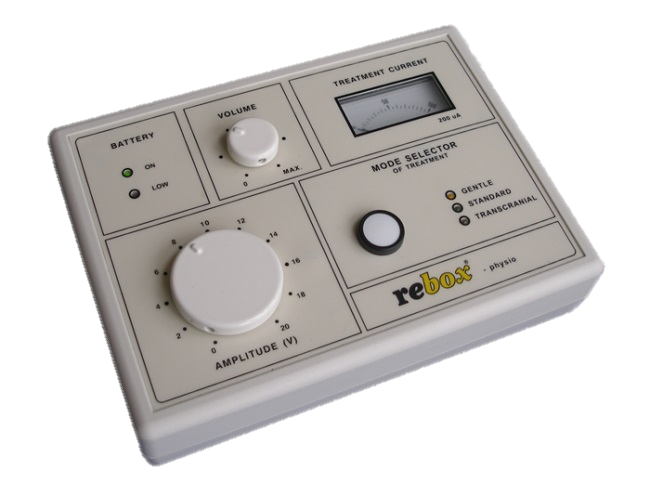 BATTERY
ON
LOW
VOLUME
0
MAX.
TREATMENT CURRENT
50
200 uA
MODE SELECTOR
OF TREATMENT
GENTLE
STANDARD
TRANSCRANIAL
0
2
4
6
8
10
12
14
16
18
20
AMPLITUDE (V)
rebox® - physio